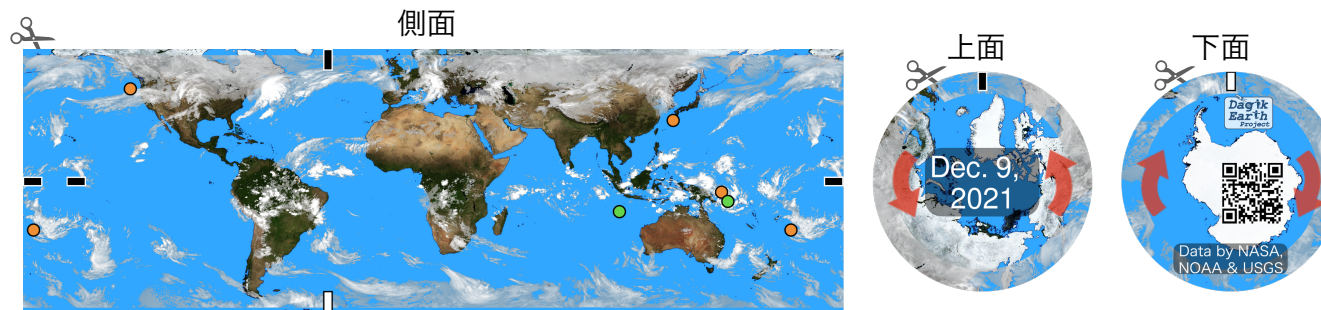 側面
上面
下面
Dagik
Earth
Project
Dec. 9,
2021
Data by NASA,
NOAA & USGS